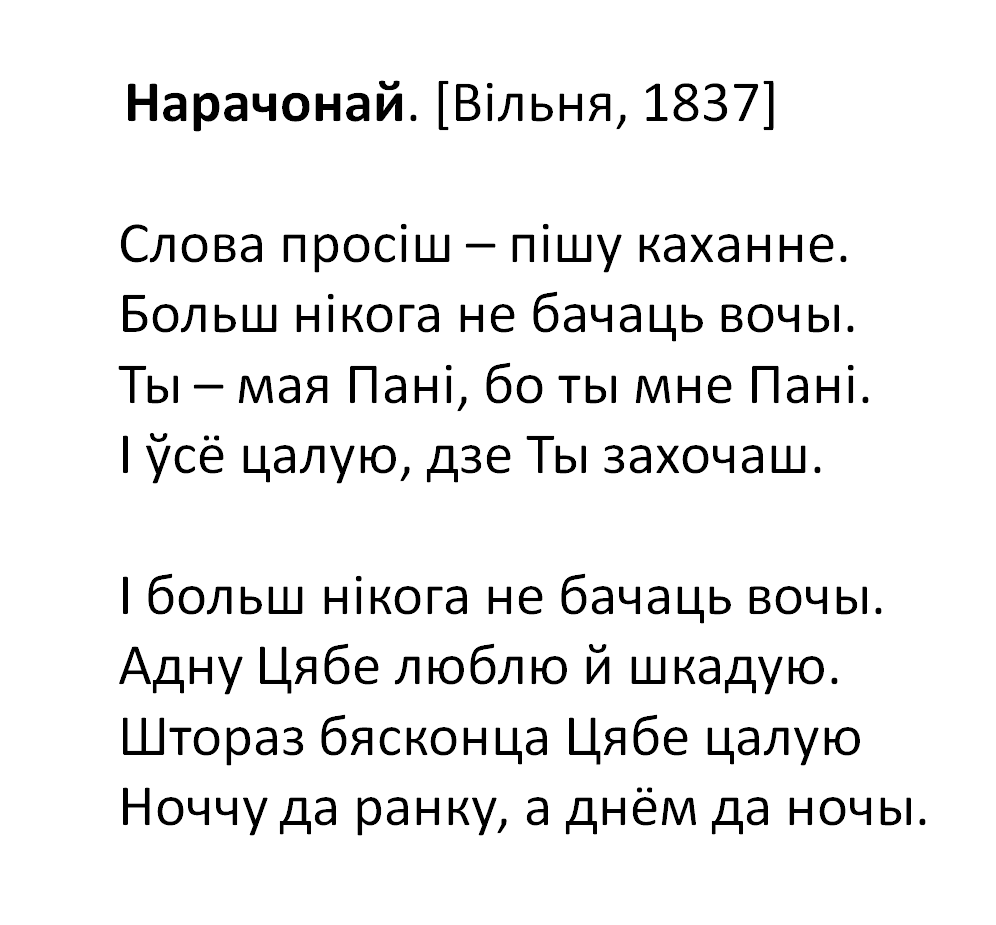 Нарачонай. [Вільня, 1837]
Слова просіш – пішу каханне.
Больш нікога не бачаць вочы.
Ты – мая Пані, бо ты мне Пані.
І ўсё цалую, дзе Ты захочаш.
І больш нікога не бачаць вочы.
Адну Цябе люблю й шкадую.
Штораз бясконца Цябе цалую
Ноччу да ранку, а днём да ночы.